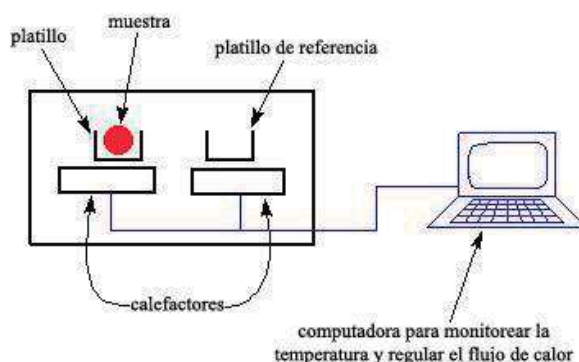 muestra
platillo
platillo de referencia
calefactores
computadora para monitorear la
temperatura y regular el flujo de calor